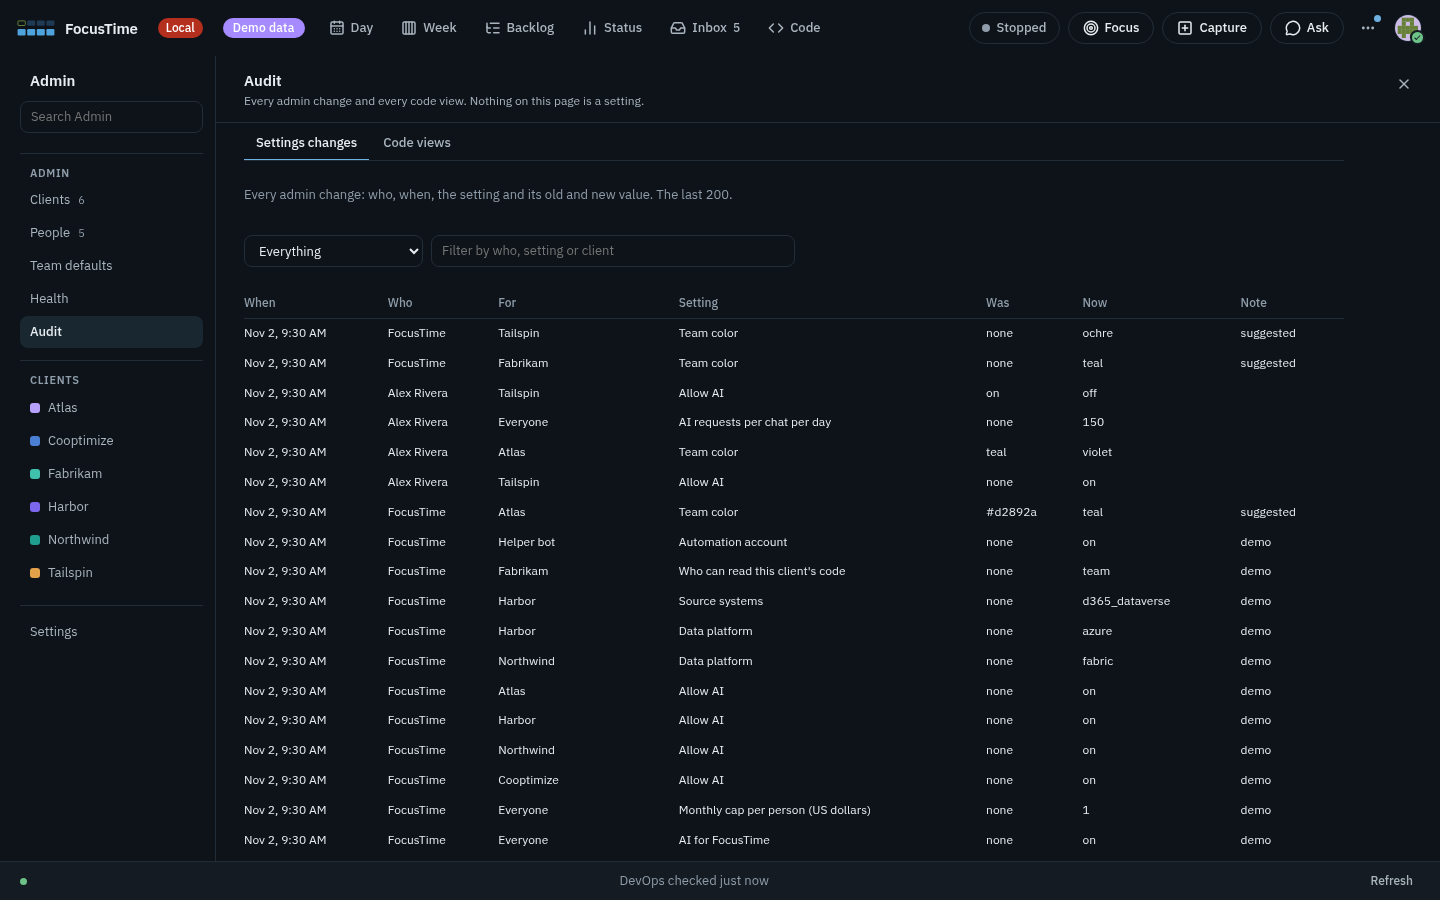 FocusTime Local Demo data Day Week Backlog Status Inbox 5 Code Stopped Focus Capture Ask
Admin
Search Admin
ADMIN
Clients 6
People 5
Team defaults
Health
Audit
CLIENTS
Atlas
Cooptimize
Fabrikam
Harbor
Northwind
Tailspin
Settings
Audit
Every admin change and every code view. Nothing on this page is a setting.
Settings changes Code views
Every admin change: who, when, the setting and its old and new value. The last 200.
Everything Filter by who, setting or client
When Who For Setting Was Now Note
Nov 2, 9:30 AM FocusTime Tailspin Team color none ochre suggested
Nov 2, 9:30 AM FocusTime Fabrikam Team color none teal suggested
Nov 2, 9:30 AM Alex Rivera Tailspin Allow AI on off
Nov 2, 9:30 AM Alex Rivera Everyone AI requests per chat per day none 150
Nov 2, 9:30 AM Alex Rivera Atlas Team color teal violet
Nov 2, 9:30 AM Alex Rivera Tailspin Allow AI none on
Nov 2, 9:30 AM FocusTime Atlas Team color #d2892a teal suggested
Nov 2, 9:30 AM FocusTime Helper bot Automation account none on demo
Nov 2, 9:30 AM FocusTime Fabrikam Who can read this client's code none team demo
Nov 2, 9:30 AM FocusTime Harbor Source systems none d365_dataverse demo
Nov 2, 9:30 AM FocusTime Harbor Data platform none azure demo
Nov 2, 9:30 AM FocusTime Northwind Data platform none fabric demo
Nov 2, 9:30 AM FocusTime Atlas Allow AI none on demo
Nov 2, 9:30 AM FocusTime Harbor Allow AI none on demo
Nov 2, 9:30 AM FocusTime Northwind Allow AI none on demo
Nov 2, 9:30 AM FocusTime Cooptimize Allow AI none on demo
Nov 2, 9:30 AM FocusTime Everyone Monthly cap per person (US dollars) none 1 demo
Nov 2, 9:30 AM FocusTime Everyone AI for FocusTime none on demo
DevOps checked just now Refresh